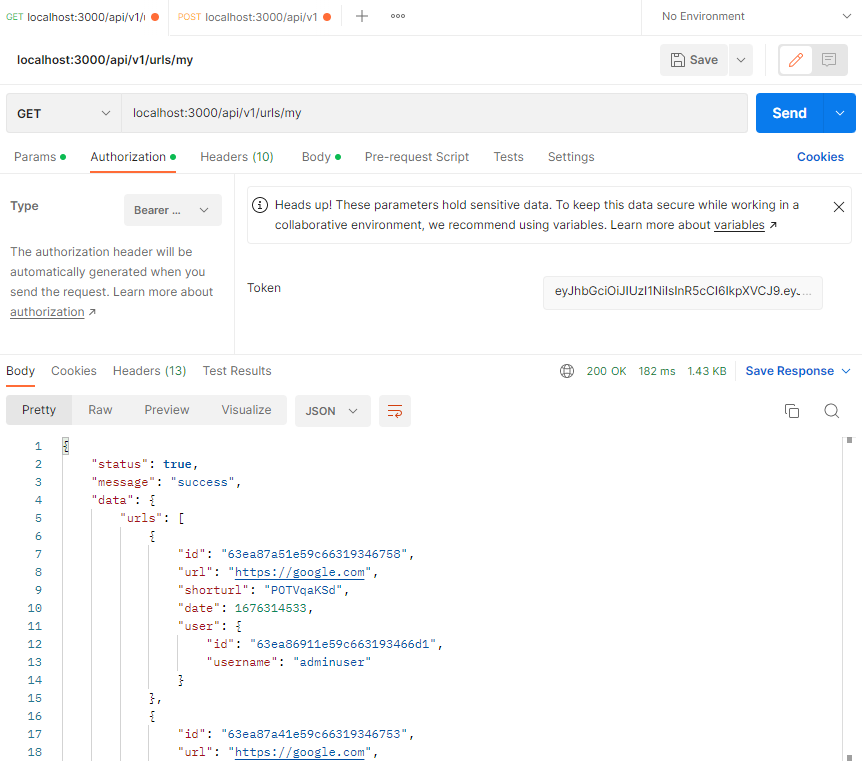 GET localhost:3000/api/v1/u
POST localhost:3000/api/v1
No Environment
localhost:3000/api/v1/urls/my
Save
GET
localhost:3000/api/v1/urls/my
Send
Params
Authorization
Headers (10)
Body
Pre-request Script
Tests
Settings
Cookies
Type
Bearer ...
The authorization header will be
automatically generated when you
send the request. Learn more about
authorization ↗
Heads up! These parameters hold sensitive data. To keep this data secure while working in a
collaborative environment, we recommend using variables. Learn more about variables ↗
Token
eyJhbGciOiJIUzI1NiIsInR5cCI6IkpXVCJ9.eyJ...
Body
Cookies
Headers (13)
Test Results
200 OK
182 ms
1.43 KB
Save Response
Pretty
Raw
Preview
Visualize
JSON
1 {
2 "status": true,
3 "message": "success",
4 "data": {
5 "urls": [
6 {
7 "id": "63ea87a51e59c66319346758",
8 "url": "https://google.com",
9 "shorturl": "POTVqaKSd",
10 "date": 1676314533,
11 "user": {
12 "id": "63ea86911e59c663193466d1",
13 "username": "adminuser"
14 }
15 },
16 {
17 "id": "63ea87a41e59c66319346753",
18 "url": "https://google.com",